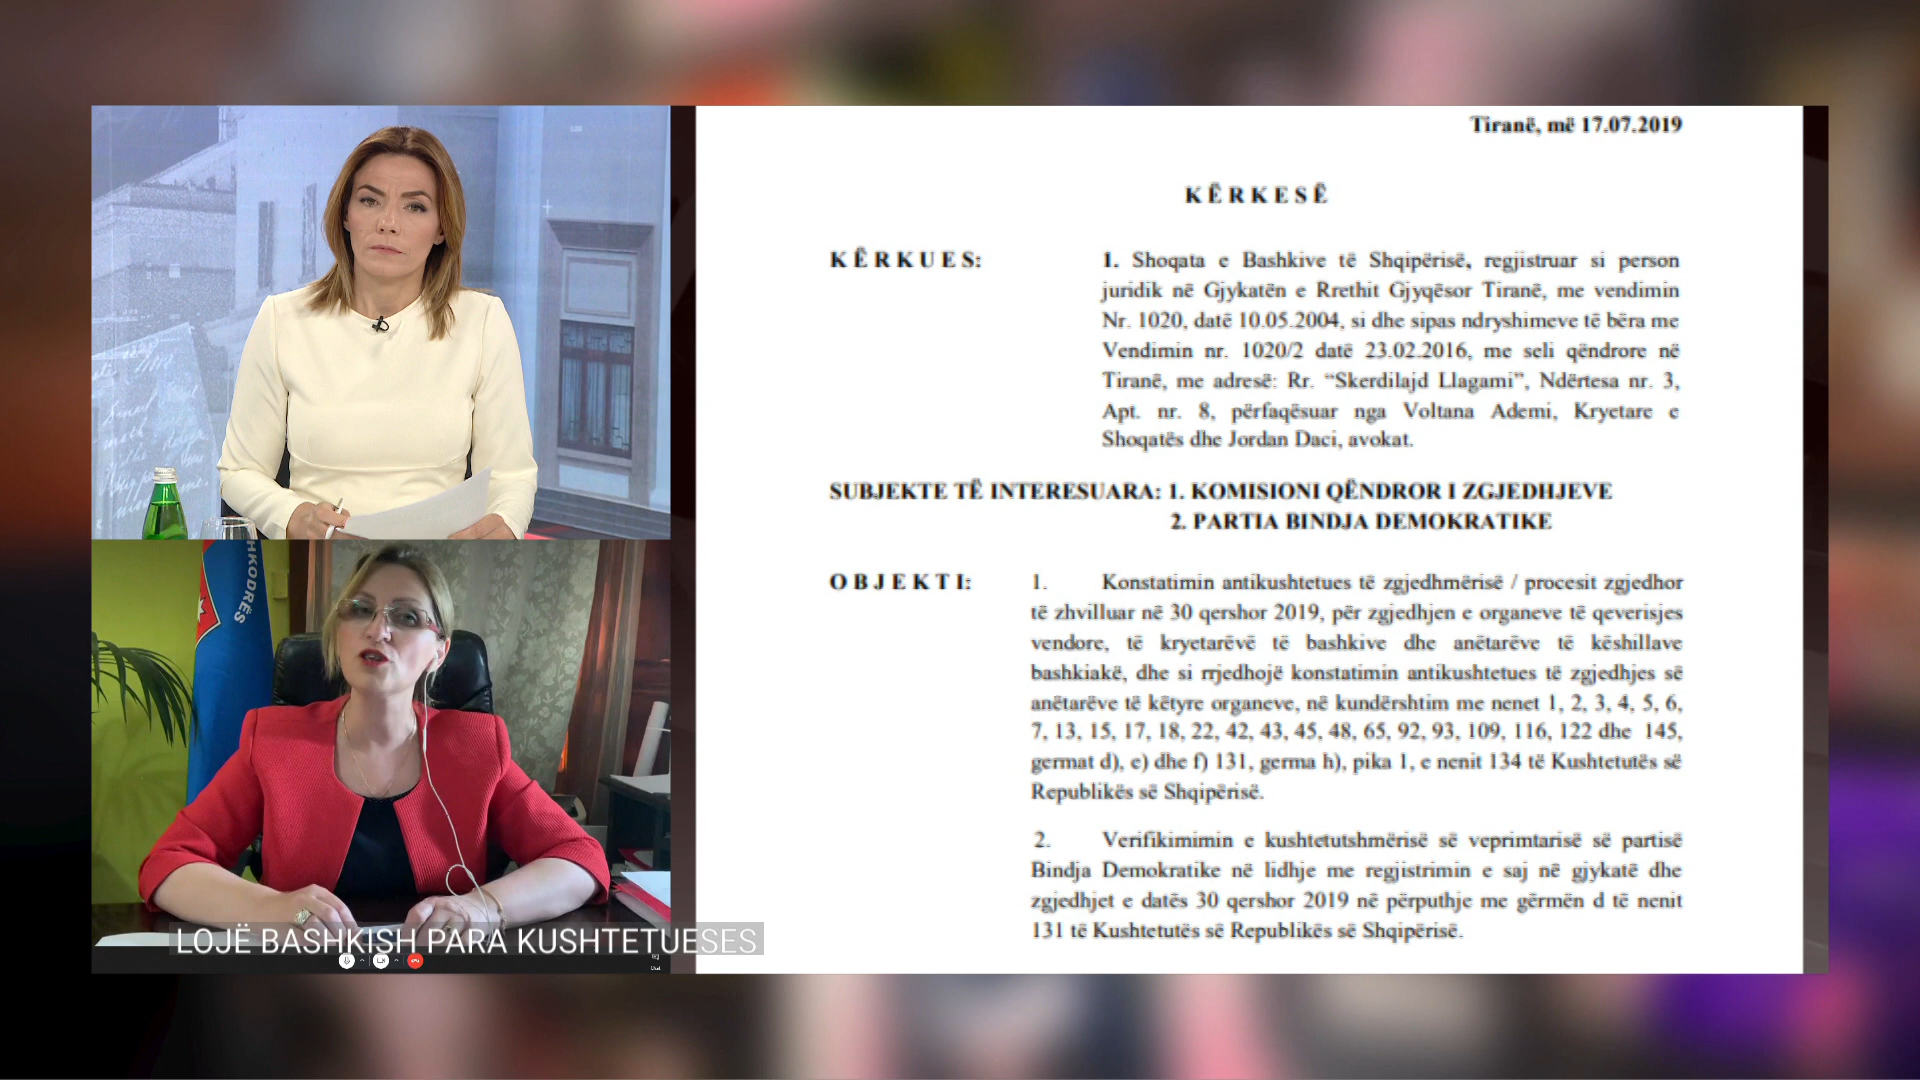 Tiranë, më 17.07.2019
KËRKESË
KËRKUES:
1. Shoqata e Bashkive të Shqipërisë, regjistruar si person
juridik në Gjykatën e Rrethit Gjyqësor Tiranë, me vendimin
Nr. 1020, datë 10.05.2004, si dhe sipas ndryshimeve të bëra me
Vendimin nr. 1020/2 datë 23.02.2016, me seli qëndrore në
Tiranë, me adresë: Rr. “Skerdilajd Llagami”, Ndërtesa nr. 3,
Apt. nr. 8, përfaqësuar nga Voltana Ademi, Kryetare e
Shoqatës dhe Jordan Daci, avokat.
SUBJEKTE TË INTERESUARA: 1. KOMISIONI QËNDROR I ZGJEDHJEVE
2. PARTIA BINDJA DEMOKRATIKE
OBJEKTI:
1. Konstatimin antikushtetues të zgjedhmërisë / procesit zgjedhor
të zhvilluar në 30 qershor 2019, për zgjedhjen e organeve të qeverisjes
vendore, të kryetarëvë të bashkive dhe anëtarëve të këshillave
bashkiakë, dhe si rrjedhojë konstatimin antikushtetues të zgjedhjes së
anëtarëve të këtyre organeve, në kundërshtim me nenet 1, 2, 3, 4, 5, 6,
7, 13, 15, 17, 18, 22, 42, 43, 45, 48, 65, 92, 93, 109, 116, 122 dhe 145,
germat d), e) dhe f) 131, germa h), pika 1, e nenit 134 të Kushtetutës së
Republikës së Shqipërisë.
2. Verifikimimin e kushtetutshmërisë së veprimtarisë së partisë
Bindja Demokratike në lidhje me regjistrimin e saj në gjykatë dhe
zgjedhjet e datës 30 qershor 2019 në përputhje me gërmën d të nenit
131 të Kushtetutës së Republikës së Shqipërisë.
HKODRËS
LOJË BASHKISH PARA KUSHTETUESES